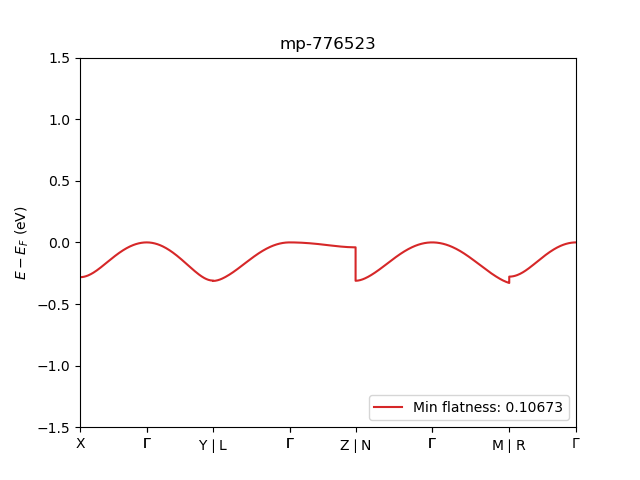 mp-776523
1.5
1.0
0.5
0.0
−0.5
−1.0
−1.5
E − E_F (eV)
Min flatness: 0.10673
X Γ Y | L Γ Z | N Γ M | R Γ